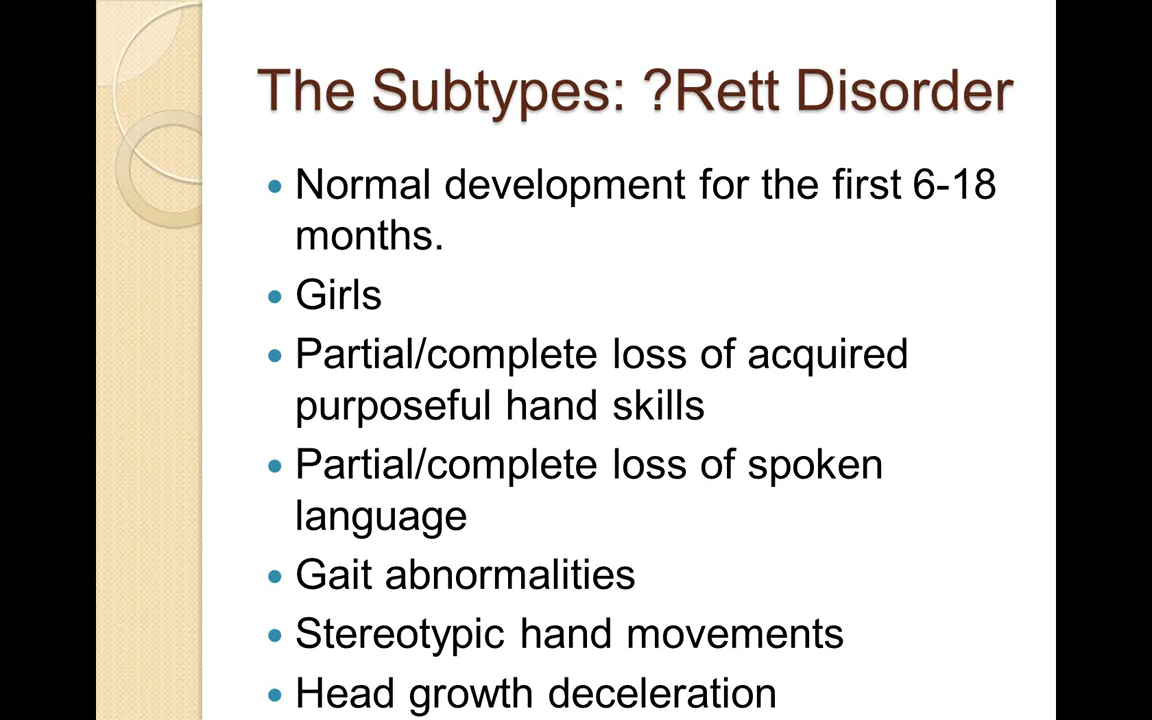 The Subtypes: ?Rett Disorder
• Normal development for the first 6-18
months.
• Girls
• Partial/complete loss of acquired
purposeful hand skills
• Partial/complete loss of spoken
language
• Gait abnormalities
• Stereotypic hand movements
• Head growth deceleration